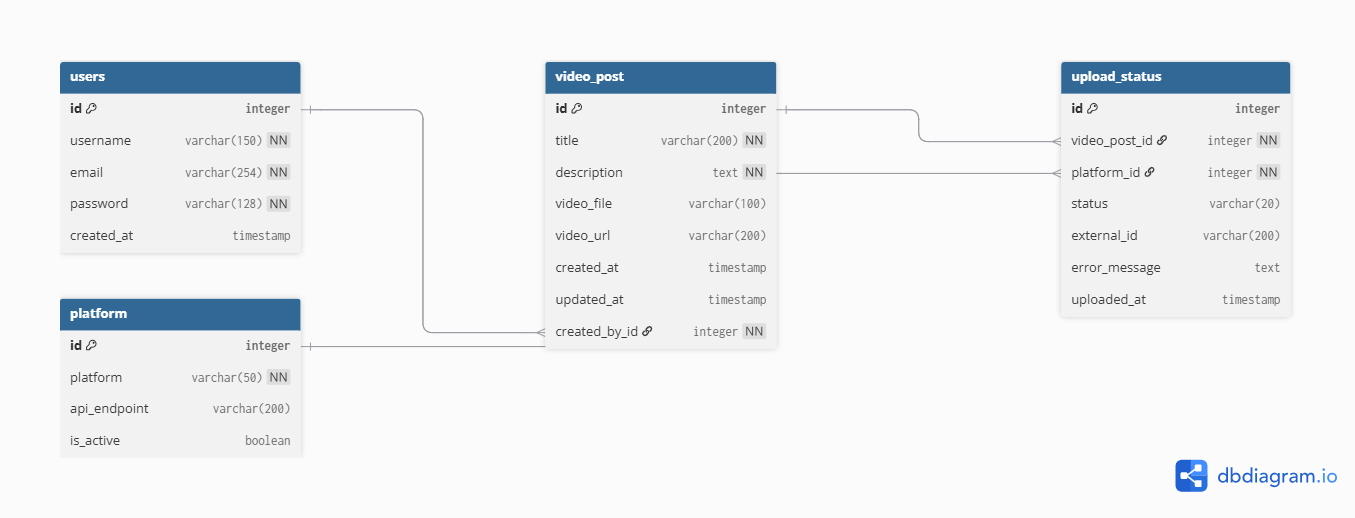 users
id integer
username varchar(150) NN
email varchar(254) NN
password varchar(128) NN
created_at timestamp
platform
id integer
platform varchar(50) NN
api_endpoint varchar(200)
is_active boolean
video_post
id integer
title varchar(200) NN
description text NN
video_file varchar(100)
video_url varchar(200)
created_at timestamp
updated_at timestamp
created_by_id integer NN
upload_status
id integer
video_post_id integer NN
platform_id integer NN
status varchar(20)
external_id varchar(200)
error_message text
uploaded_at timestamp
dbdiagram.io